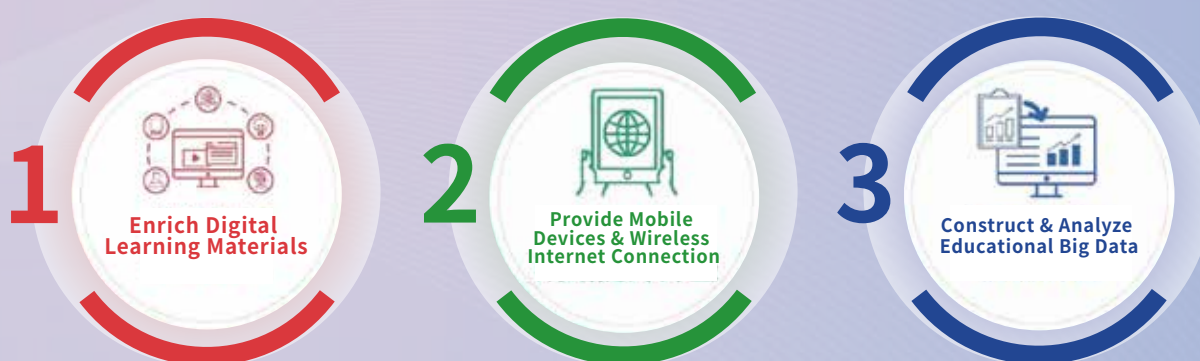 1
Enrich Digital
Learning Materials
2
Provide Mobile
Devices & Wireless
Internet Connection
3
Construct & Analyze
Educational Big Data